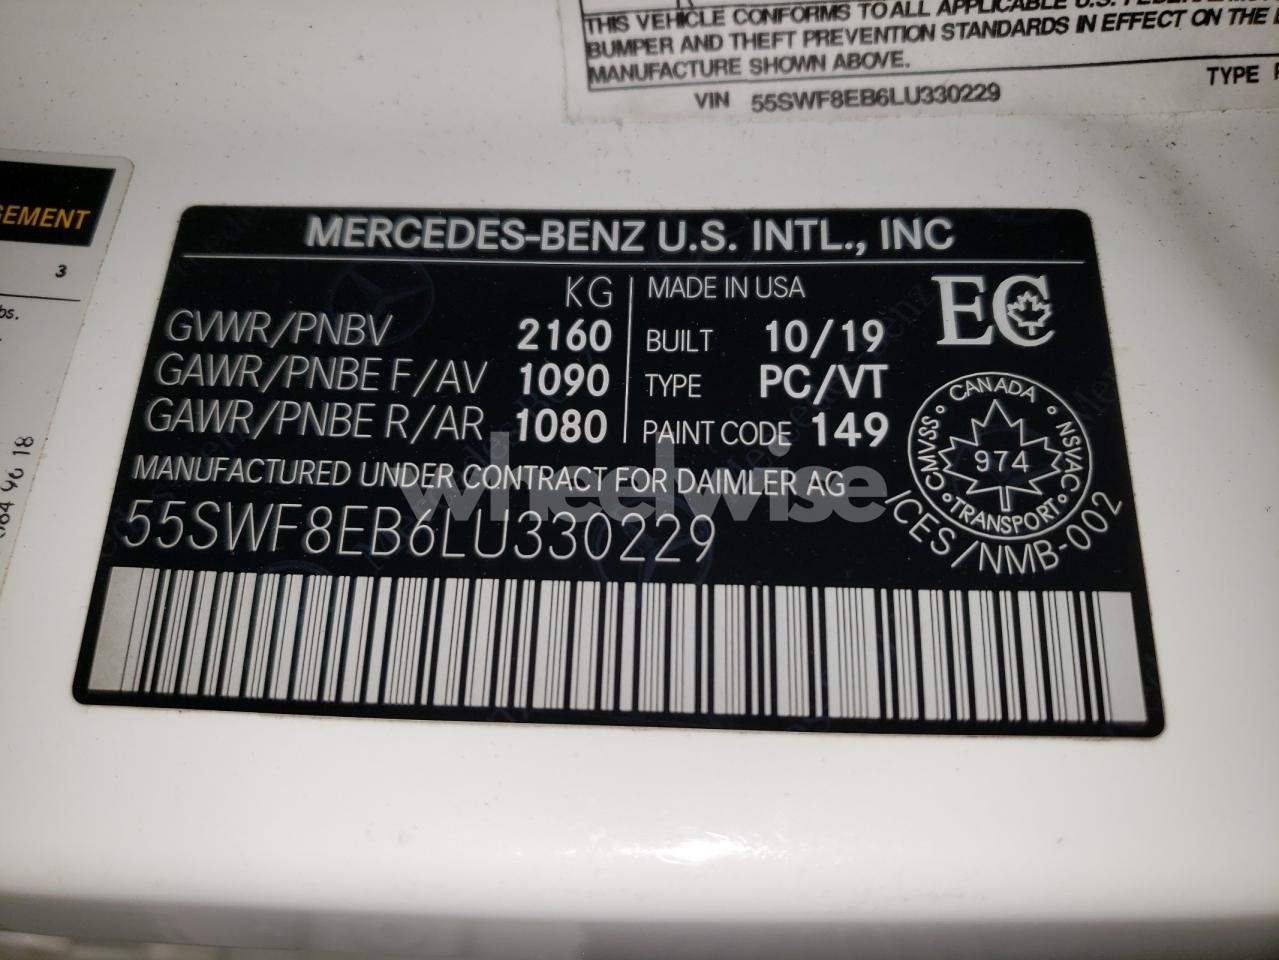 THIS VEHICLE CONFORMS TO ALL APPLICABLE U.S.
BUMPER AND THEFT PREVENTION STANDARDS IN EFFECT ON THE
MANUFACTURE SHOWN ABOVE.
VIN 55SWF8EB6LU330229 TYPE
3
MERCEDES-BENZ U.S. INTL., INC
KG
GVWR/PNBV 2160
GAWR/PNBE F/AV 1090
GAWR/PNBE R/AR 1080
MADE IN USA
BUILT 10/19
TYPE PC/VT
PAINT CODE 149
EC
CANADA
CMVSS • NSVAC
974
TRANSPORT
ICES/NMB-002
MANUFACTURED UNDER CONTRACT FOR DAIMLER AG
55SWF8EB6LU330229
wheelwise